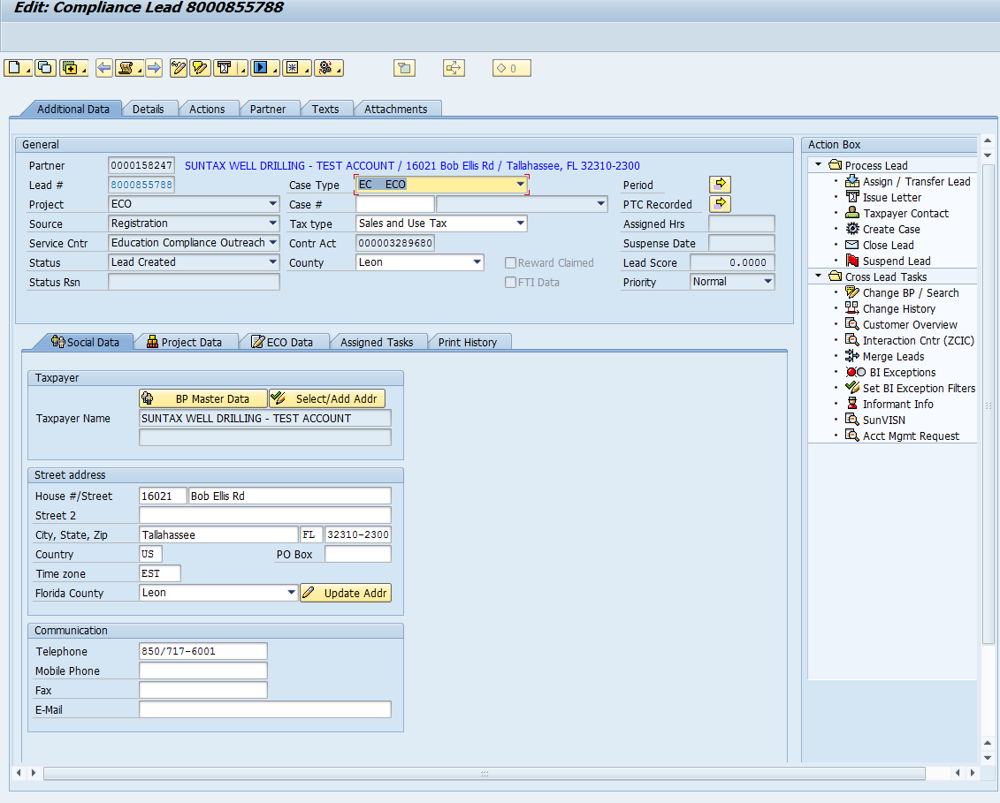 Edit: Compliance Lead 8000855788
0
Additional Data Details Actions Partner Texts Attachments
General
Partner 0000158247 SUNTAX WELL DRILLING - TEST ACCOUNT / 16021 Bob Ellis Rd / Tallahassee, FL 32310-2300
Lead # 8000855788 Case Type EC ECO Period
Project ECO Case # PTC Recorded
Source Registration Tax type Sales and Use Tax Assigned Hrs
Service Cntr Education Compliance Outreach Contr Act 000003289680 Suspense Date
Status Lead Created County Leon Reward Claimed Lead Score 0.0000
Status Rsn FTI Data Priority Normal
Social Data Project Data ECO Data Assigned Tasks Print History
Taxpayer
BP Master Data Select/Add Addr
Taxpayer Name SUNTAX WELL DRILLING - TEST ACCOUNT
Street address
House #/Street 16021 Bob Ellis Rd
Street 2
City, State, Zip Tallahassee FL 32310-2300
Country US PO Box
Time zone EST
Florida County Leon Update Addr
Communication
Telephone 850/717-6001
Mobile Phone
Fax
E-Mail
Action Box
Process Lead
Assign / Transfer Lead
Issue Letter
Taxpayer Contact
Create Case
Close Lead
Suspend Lead
Cross Lead Tasks
Change BP / Search
Change History
Customer Overview
Interaction Cntr (ZCIC)
Merge Leads
BI Exceptions
Set BI Exception Filters
Informant Info
SunVISN
Acct Mgmt Request